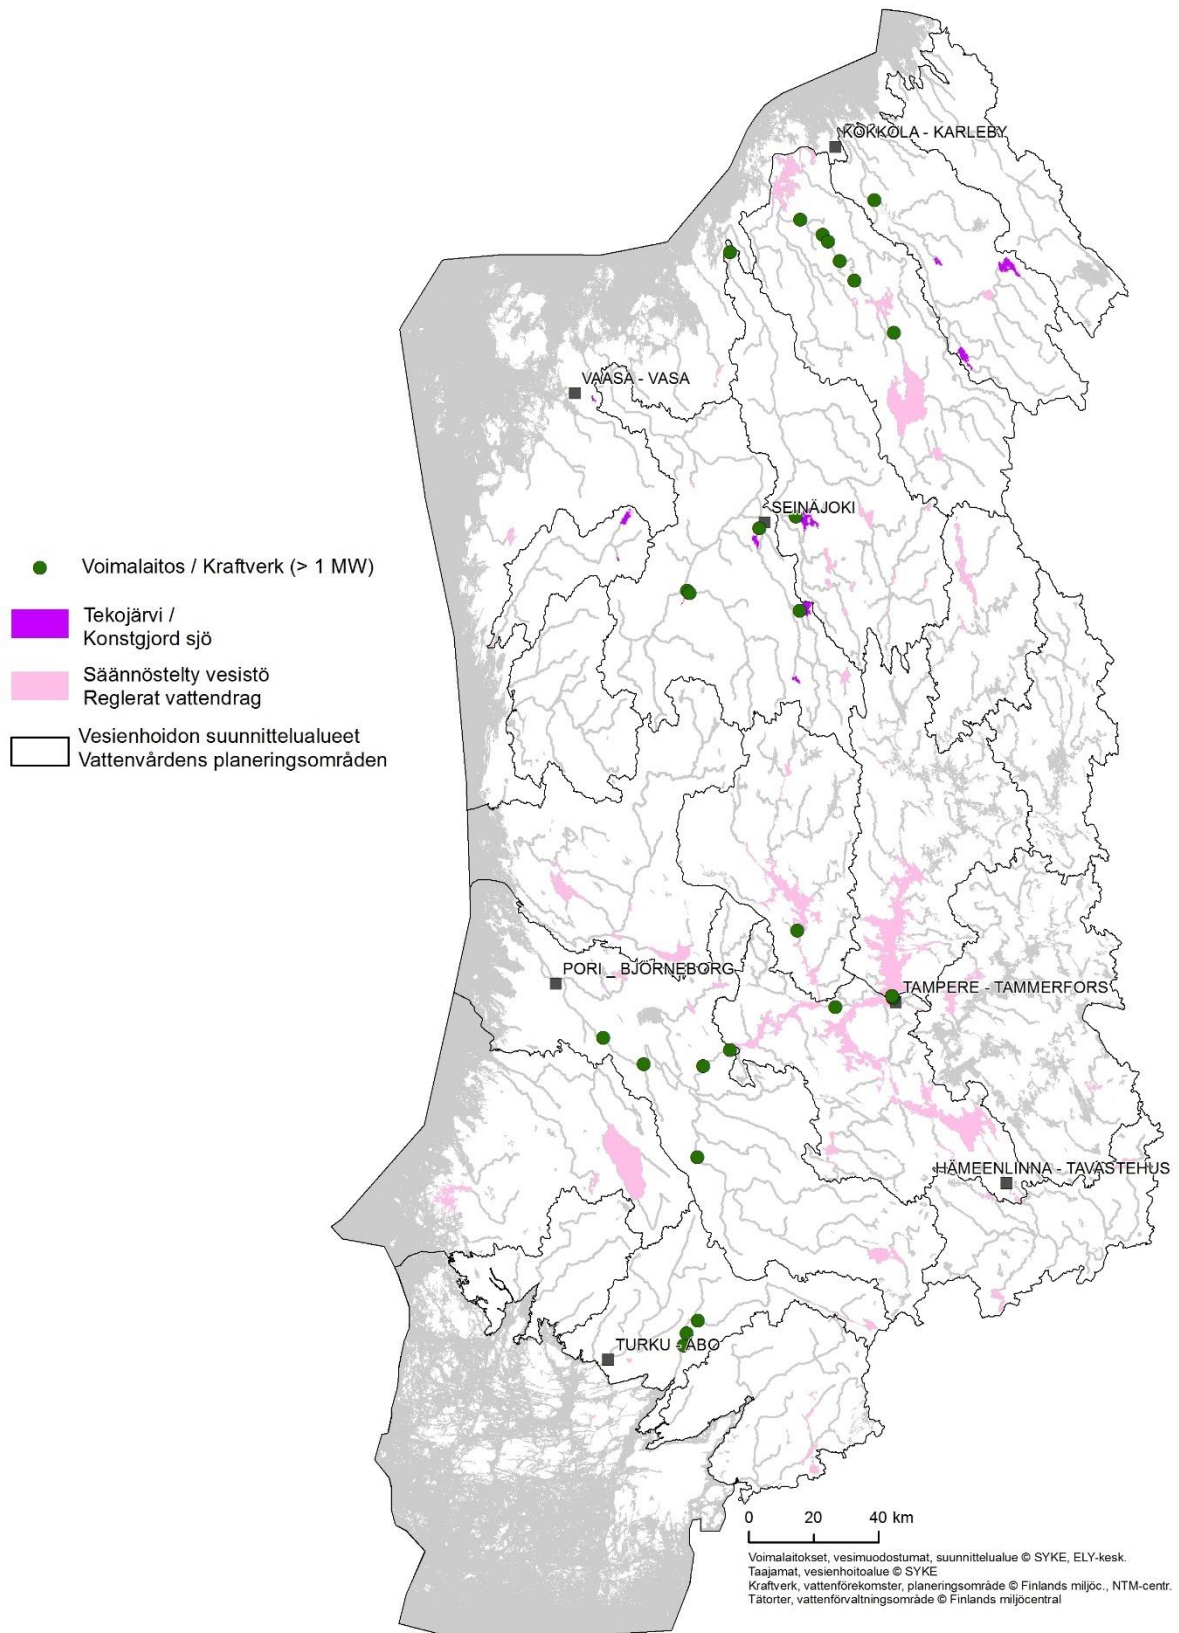 KOKKOLA - KARLEBY
VAASA - VASA
SEINÄJOKI
Voimalaitos / Kraftverk (> 1 MW)
Tekojärvi /
Konstgjord sjö
Säännöstelty vesistö
Reglerat vattendrag
Vesienhoidon suunnittelualueet
Vattenvårdens planeringsområden
PORI _ BJÖRNEBORG
TAMPERE - TAMMERFORS
HÄMEENLINNA - TAVASTEHUS
TURKU - ÅBO
0 20 40 km
Voimalaitokset, vesimuodostumat, suunnittelualue © SYKE, ELY-kesk.
Taajamat, vesienhoitoalue © SYKE
Kraftverk, vattenförekomster, planeringsområde © Finlands miljöc., NTM-centr.
Tätorter, vattenförvaltningsområde © Finlands miljöcentral